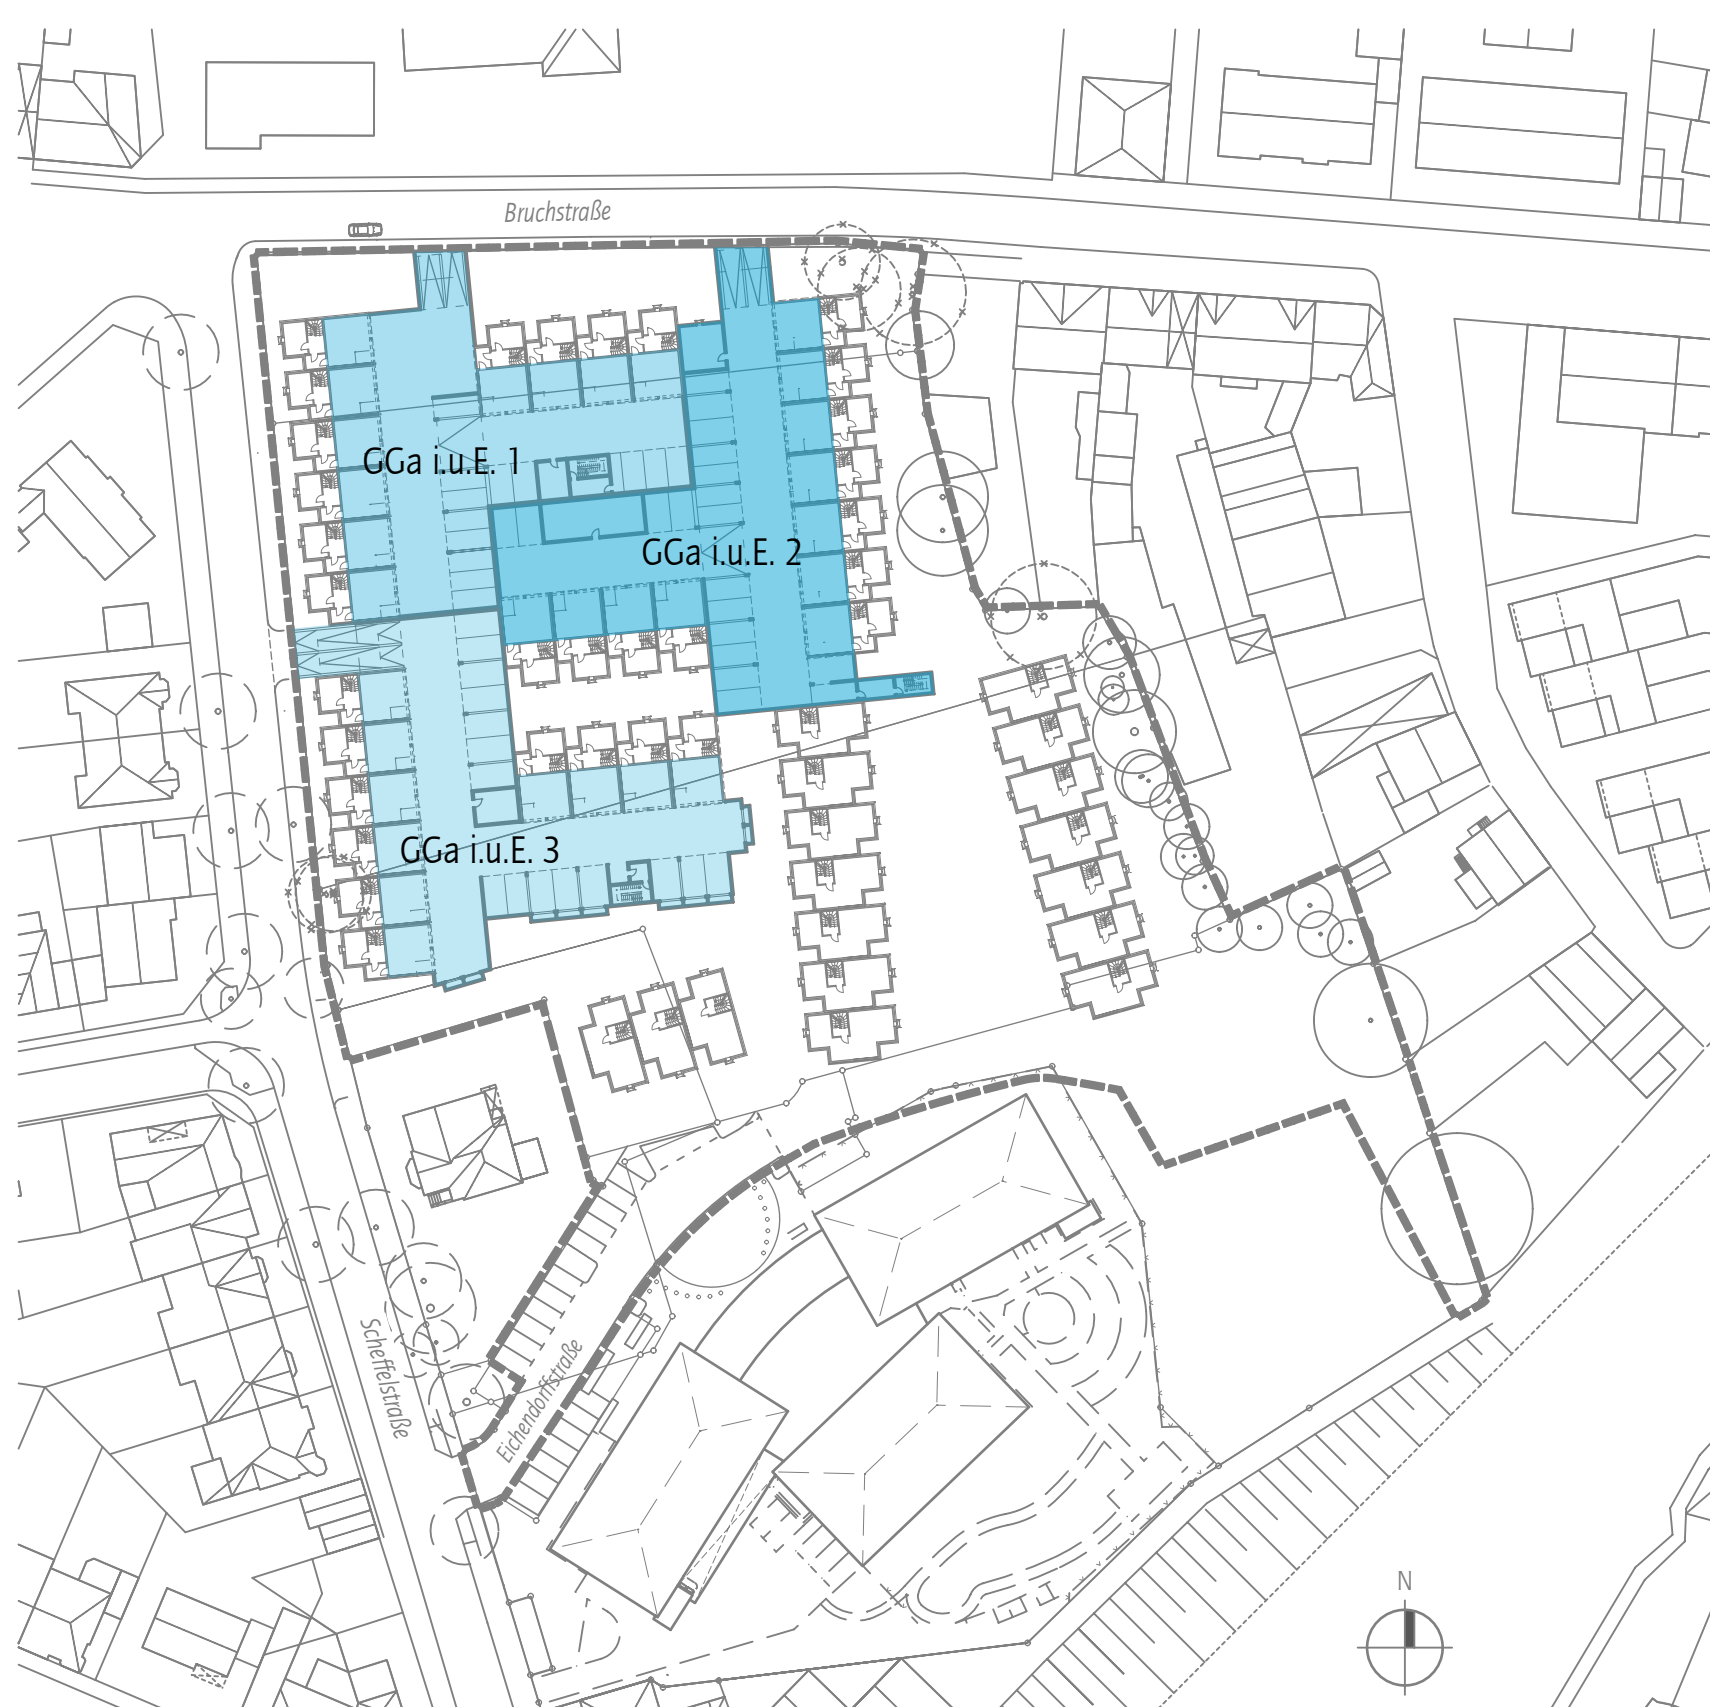 Bruchstraße
GGa i.u.E. 1
GGa i.u.E. 2
GGa i.u.E. 3
Scheffelstraße
Eichendorffstraße
N